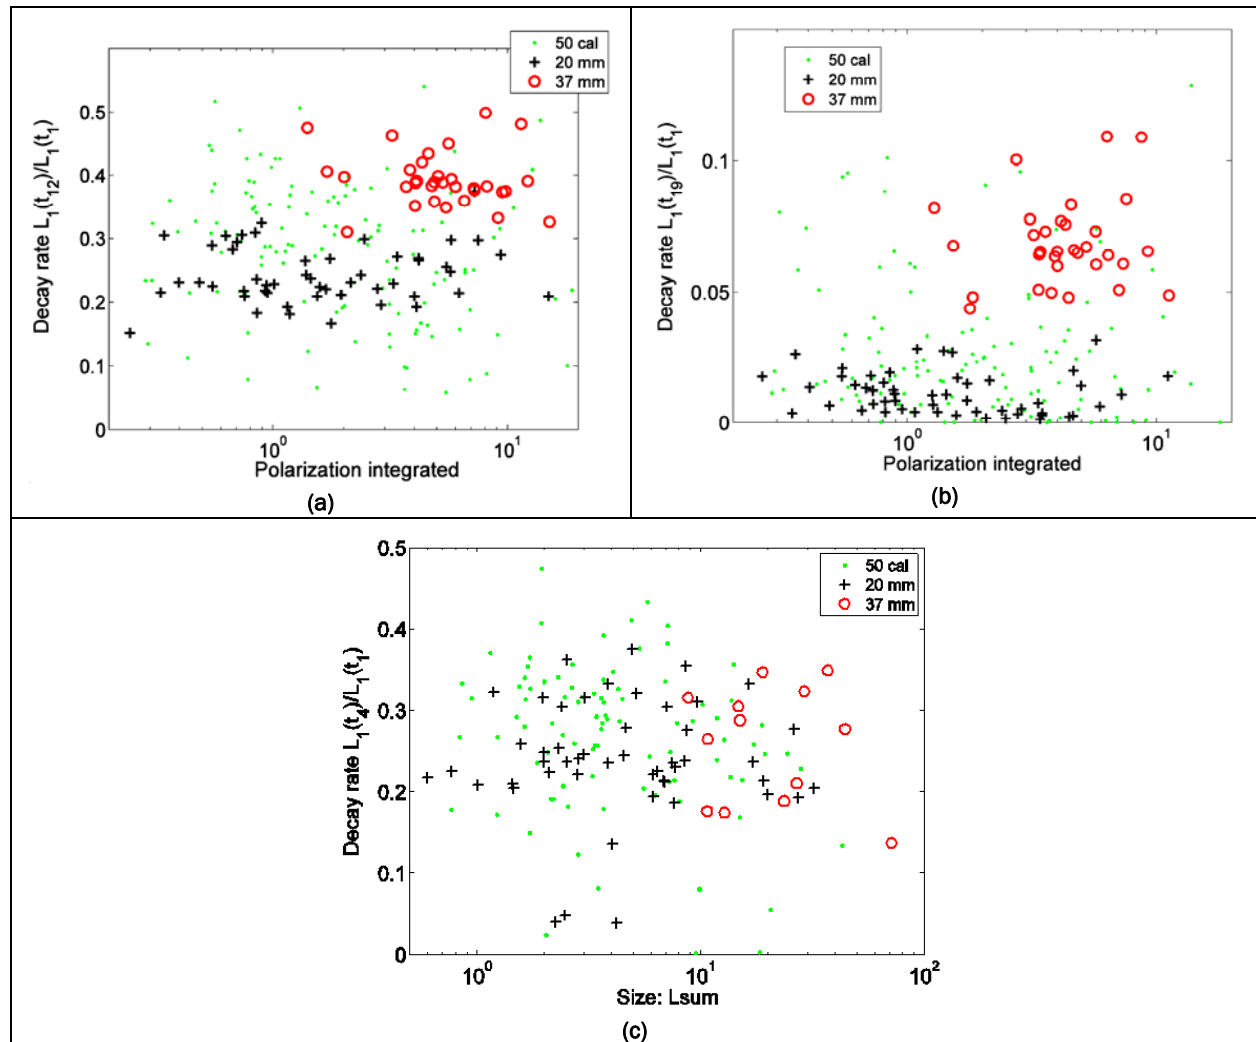 50 cal
20 mm
37 mm
0.5
0.4
0.3
0.2
0.1
0
Decay rate L1(t12)/L1(t1)
10^0
10^1
Polarization integrated
(a)
50 cal
20 mm
37 mm
0.1
0.05
0
Decay rate L1(t19)/L1(t1)
10^0
10^1
Polarization integrated
(b)
50 cal
20 mm
37 mm
0.5
0.4
0.3
0.2
0.1
0
Decay rate L1(t4)/L1(t1)
10^0
10^1
10^2
Size: Lsum
(c)